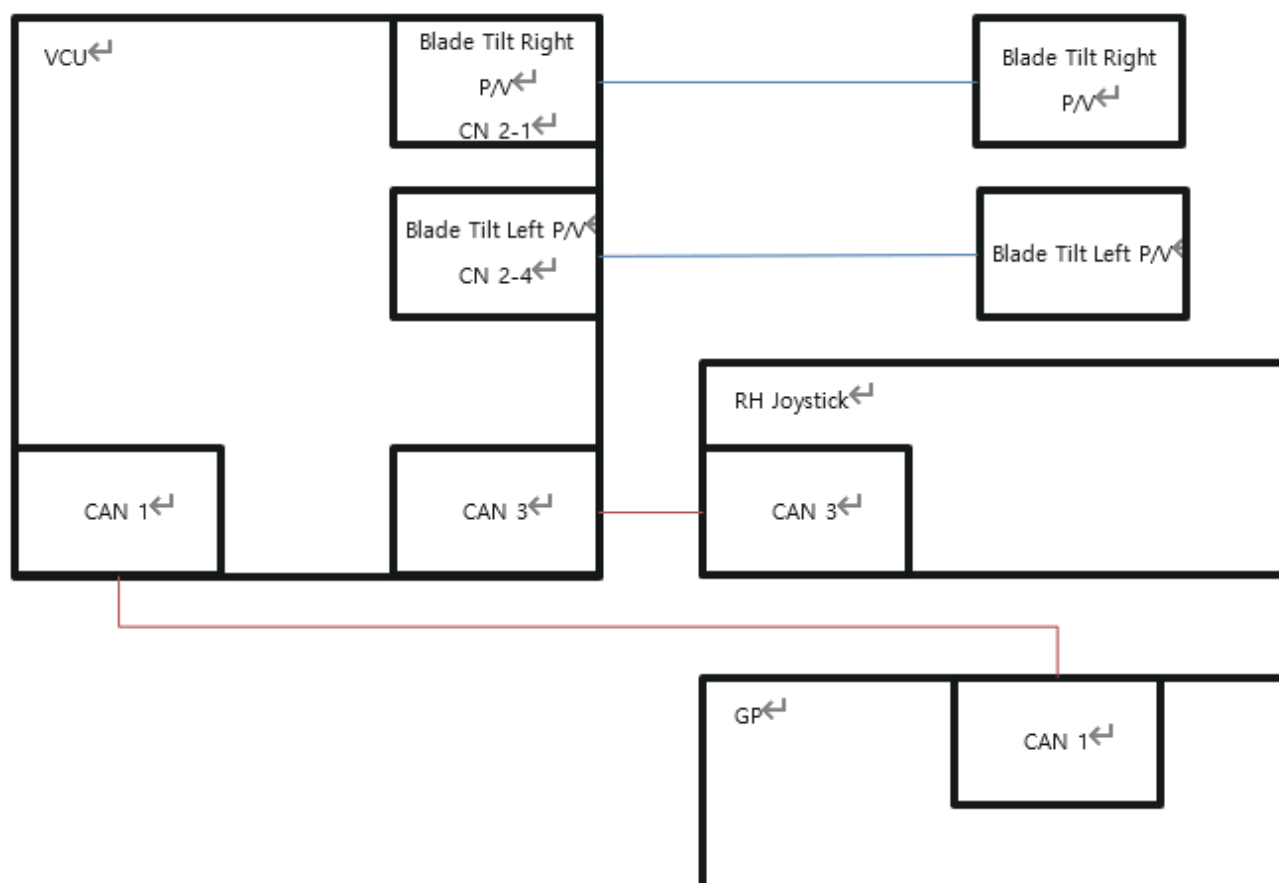 VCU↵
Blade Tilt Right
P/V↵
CN 2-1↵
Blade Tilt Right
P/V↵
Blade Tilt Left P/V↵
CN 2-4↵
Blade Tilt Left P/V↵
RH Joystick↵
CAN 1↵
CAN 3↵
CAN 3↵
GP↵
CAN 1↵